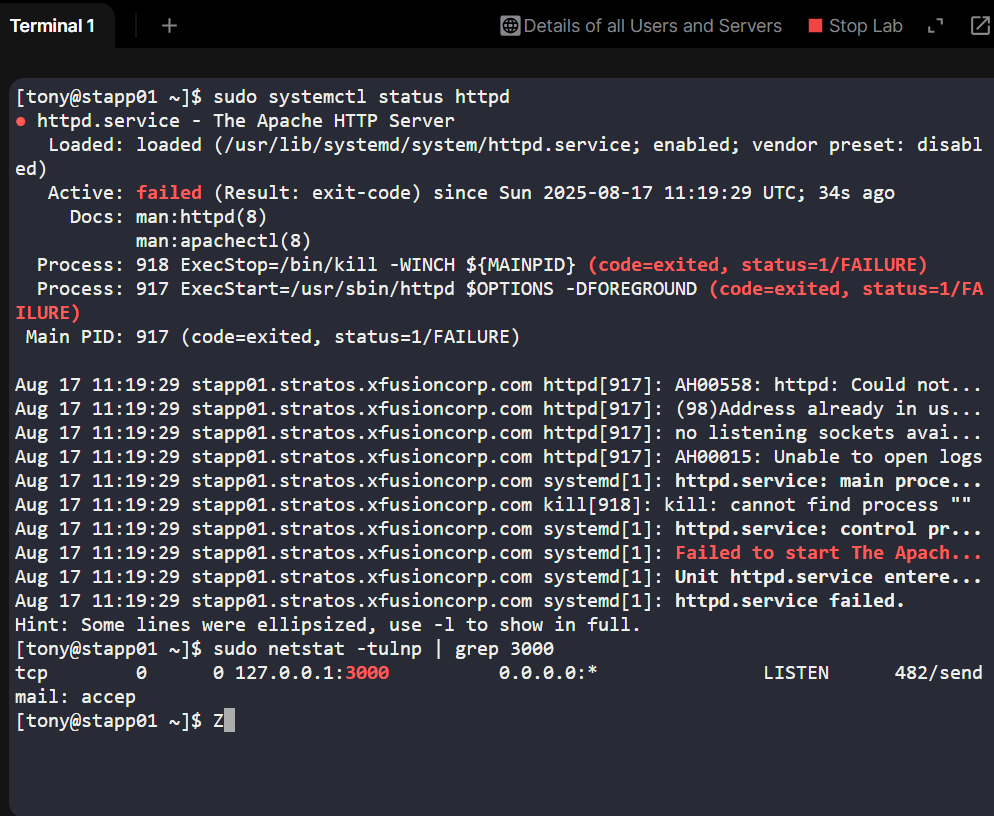 Terminal 1
+
Details of all Users and Servers
Stop Lab
[tony@stapp01 ~]$ sudo systemctl status httpd
● httpd.service - The Apache HTTP Server
   Loaded: loaded (/usr/lib/systemd/system/httpd.service; enabled; vendor preset: disabl
ed)
   Active: failed (Result: exit-code) since Sun 2025-08-17 11:19:29 UTC; 34s ago
     Docs: man:httpd(8)
           man:apachectl(8)
  Process: 918 ExecStop=/bin/kill -WINCH ${MAINPID} (code=exited, status=1/FAILURE)
  Process: 917 ExecStart=/usr/sbin/httpd $OPTIONS -DFOREGROUND (code=exited, status=1/FA
ILURE)
 Main PID: 917 (code=exited, status=1/FAILURE)

Aug 17 11:19:29 stapp01.stratos.xfusioncorp.com httpd[917]: AH00558: httpd: Could not...
Aug 17 11:19:29 stapp01.stratos.xfusioncorp.com httpd[917]: (98)Address already in us...
Aug 17 11:19:29 stapp01.stratos.xfusioncorp.com httpd[917]: no listening sockets avai...
Aug 17 11:19:29 stapp01.stratos.xfusioncorp.com httpd[917]: AH00015: Unable to open logs
Aug 17 11:19:29 stapp01.stratos.xfusioncorp.com systemd[1]: httpd.service: main proce...
Aug 17 11:19:29 stapp01.stratos.xfusioncorp.com kill[918]: kill: cannot find process ""
Aug 17 11:19:29 stapp01.stratos.xfusioncorp.com systemd[1]: httpd.service: control pr...
Aug 17 11:19:29 stapp01.stratos.xfusioncorp.com systemd[1]: Failed to start The Apach...
Aug 17 11:19:29 stapp01.stratos.xfusioncorp.com systemd[1]: Unit httpd.service entere...
Aug 17 11:19:29 stapp01.stratos.xfusioncorp.com systemd[1]: httpd.service failed.
Hint: Some lines were ellipsized, use -l to show in full.
[tony@stapp01 ~]$ sudo netstat -tulnp | grep 3000
tcp        0      0 127.0.0.1:3000          0.0.0.0:*               LISTEN      482/send
mail: accep
[tony@stapp01 ~]$ Z